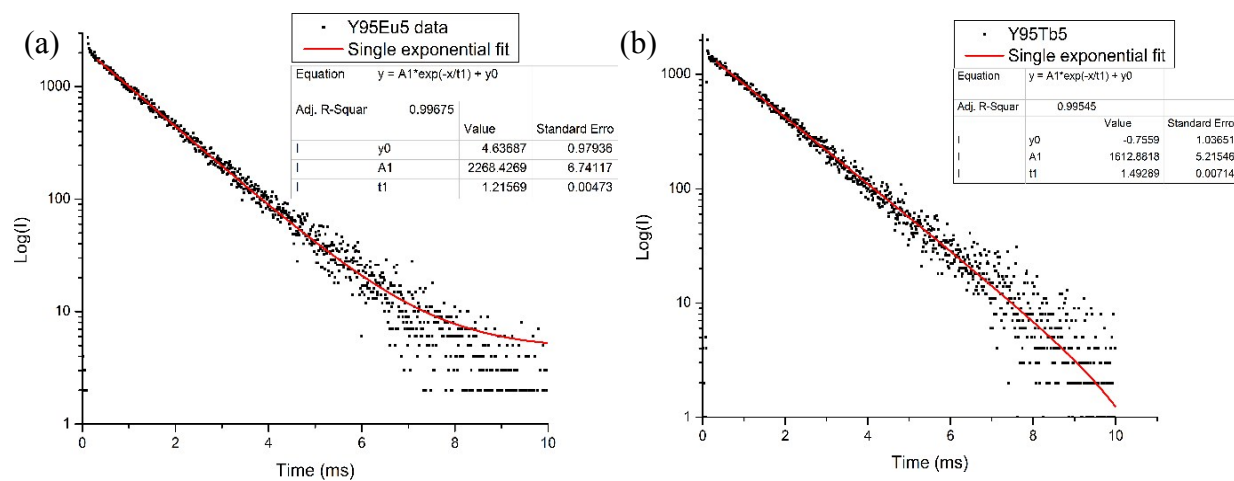 (a)
Y95Eu5 data
Single exponential fit
Equation y = A1*exp(-x/t1) + y0
Adj. R-Squar 0.99675
Value Standard Erro
I y0 4.63687 0.97936
I A1 2268.4269 6.74117
I t1 1.21569 0.00473
1000
100
10
1
Log(I)
0 2 4 6 8 10
Time (ms)
(b)
Y95Tb5
Single exponential fit
Equation y = A1*exp(-x/t1) + y0
Adj. R-Squar 0.99545
Value Standard Erro
I y0 -0.7559 1.03651
I A1 1612.8618 5.21546
I t1 1.49289 0.00714
1000
100
10
1
Log(I)
0 2 4 6 8 10
Time (ms)